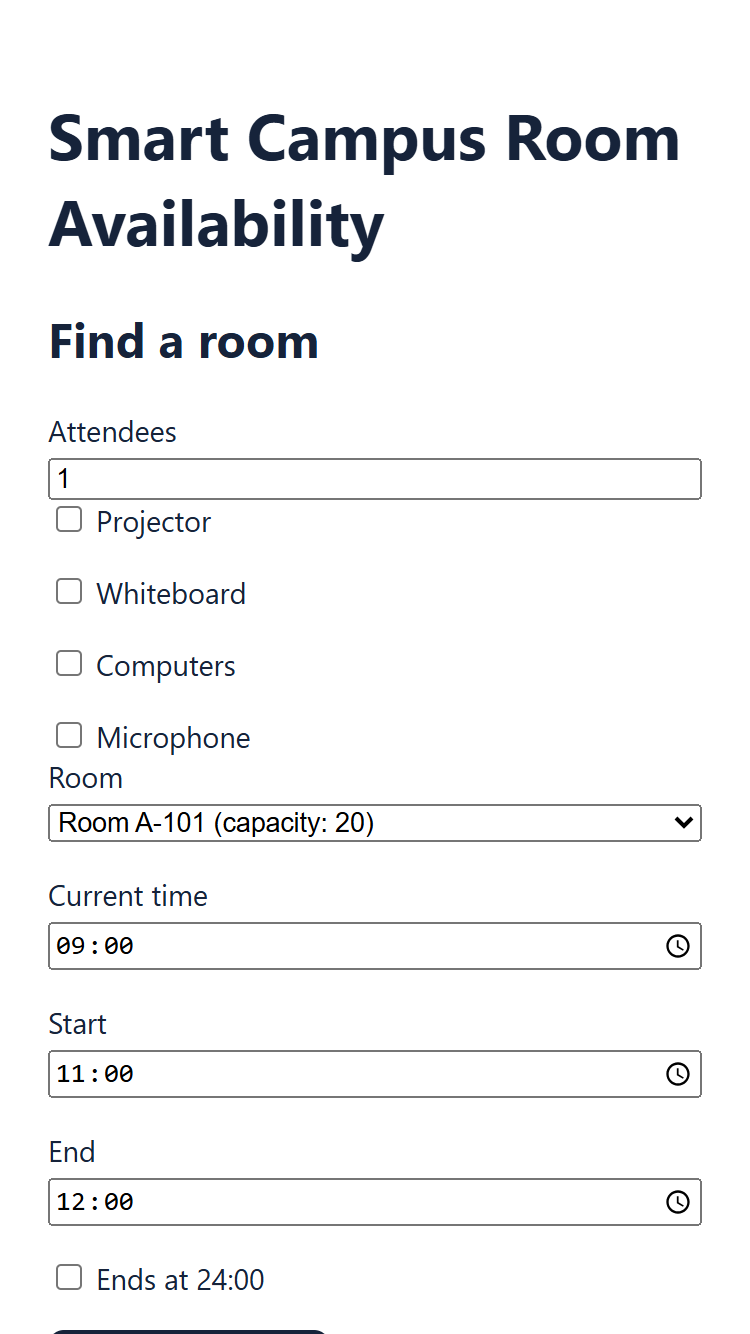 Smart Campus Room
Availability
Find a room
Attendees
1
Projector
Whiteboard
Computers
Microphone
Room
Room A-101 (capacity: 20)
Current time
09:00
Start
11:00
End
12:00
Ends at 24:00